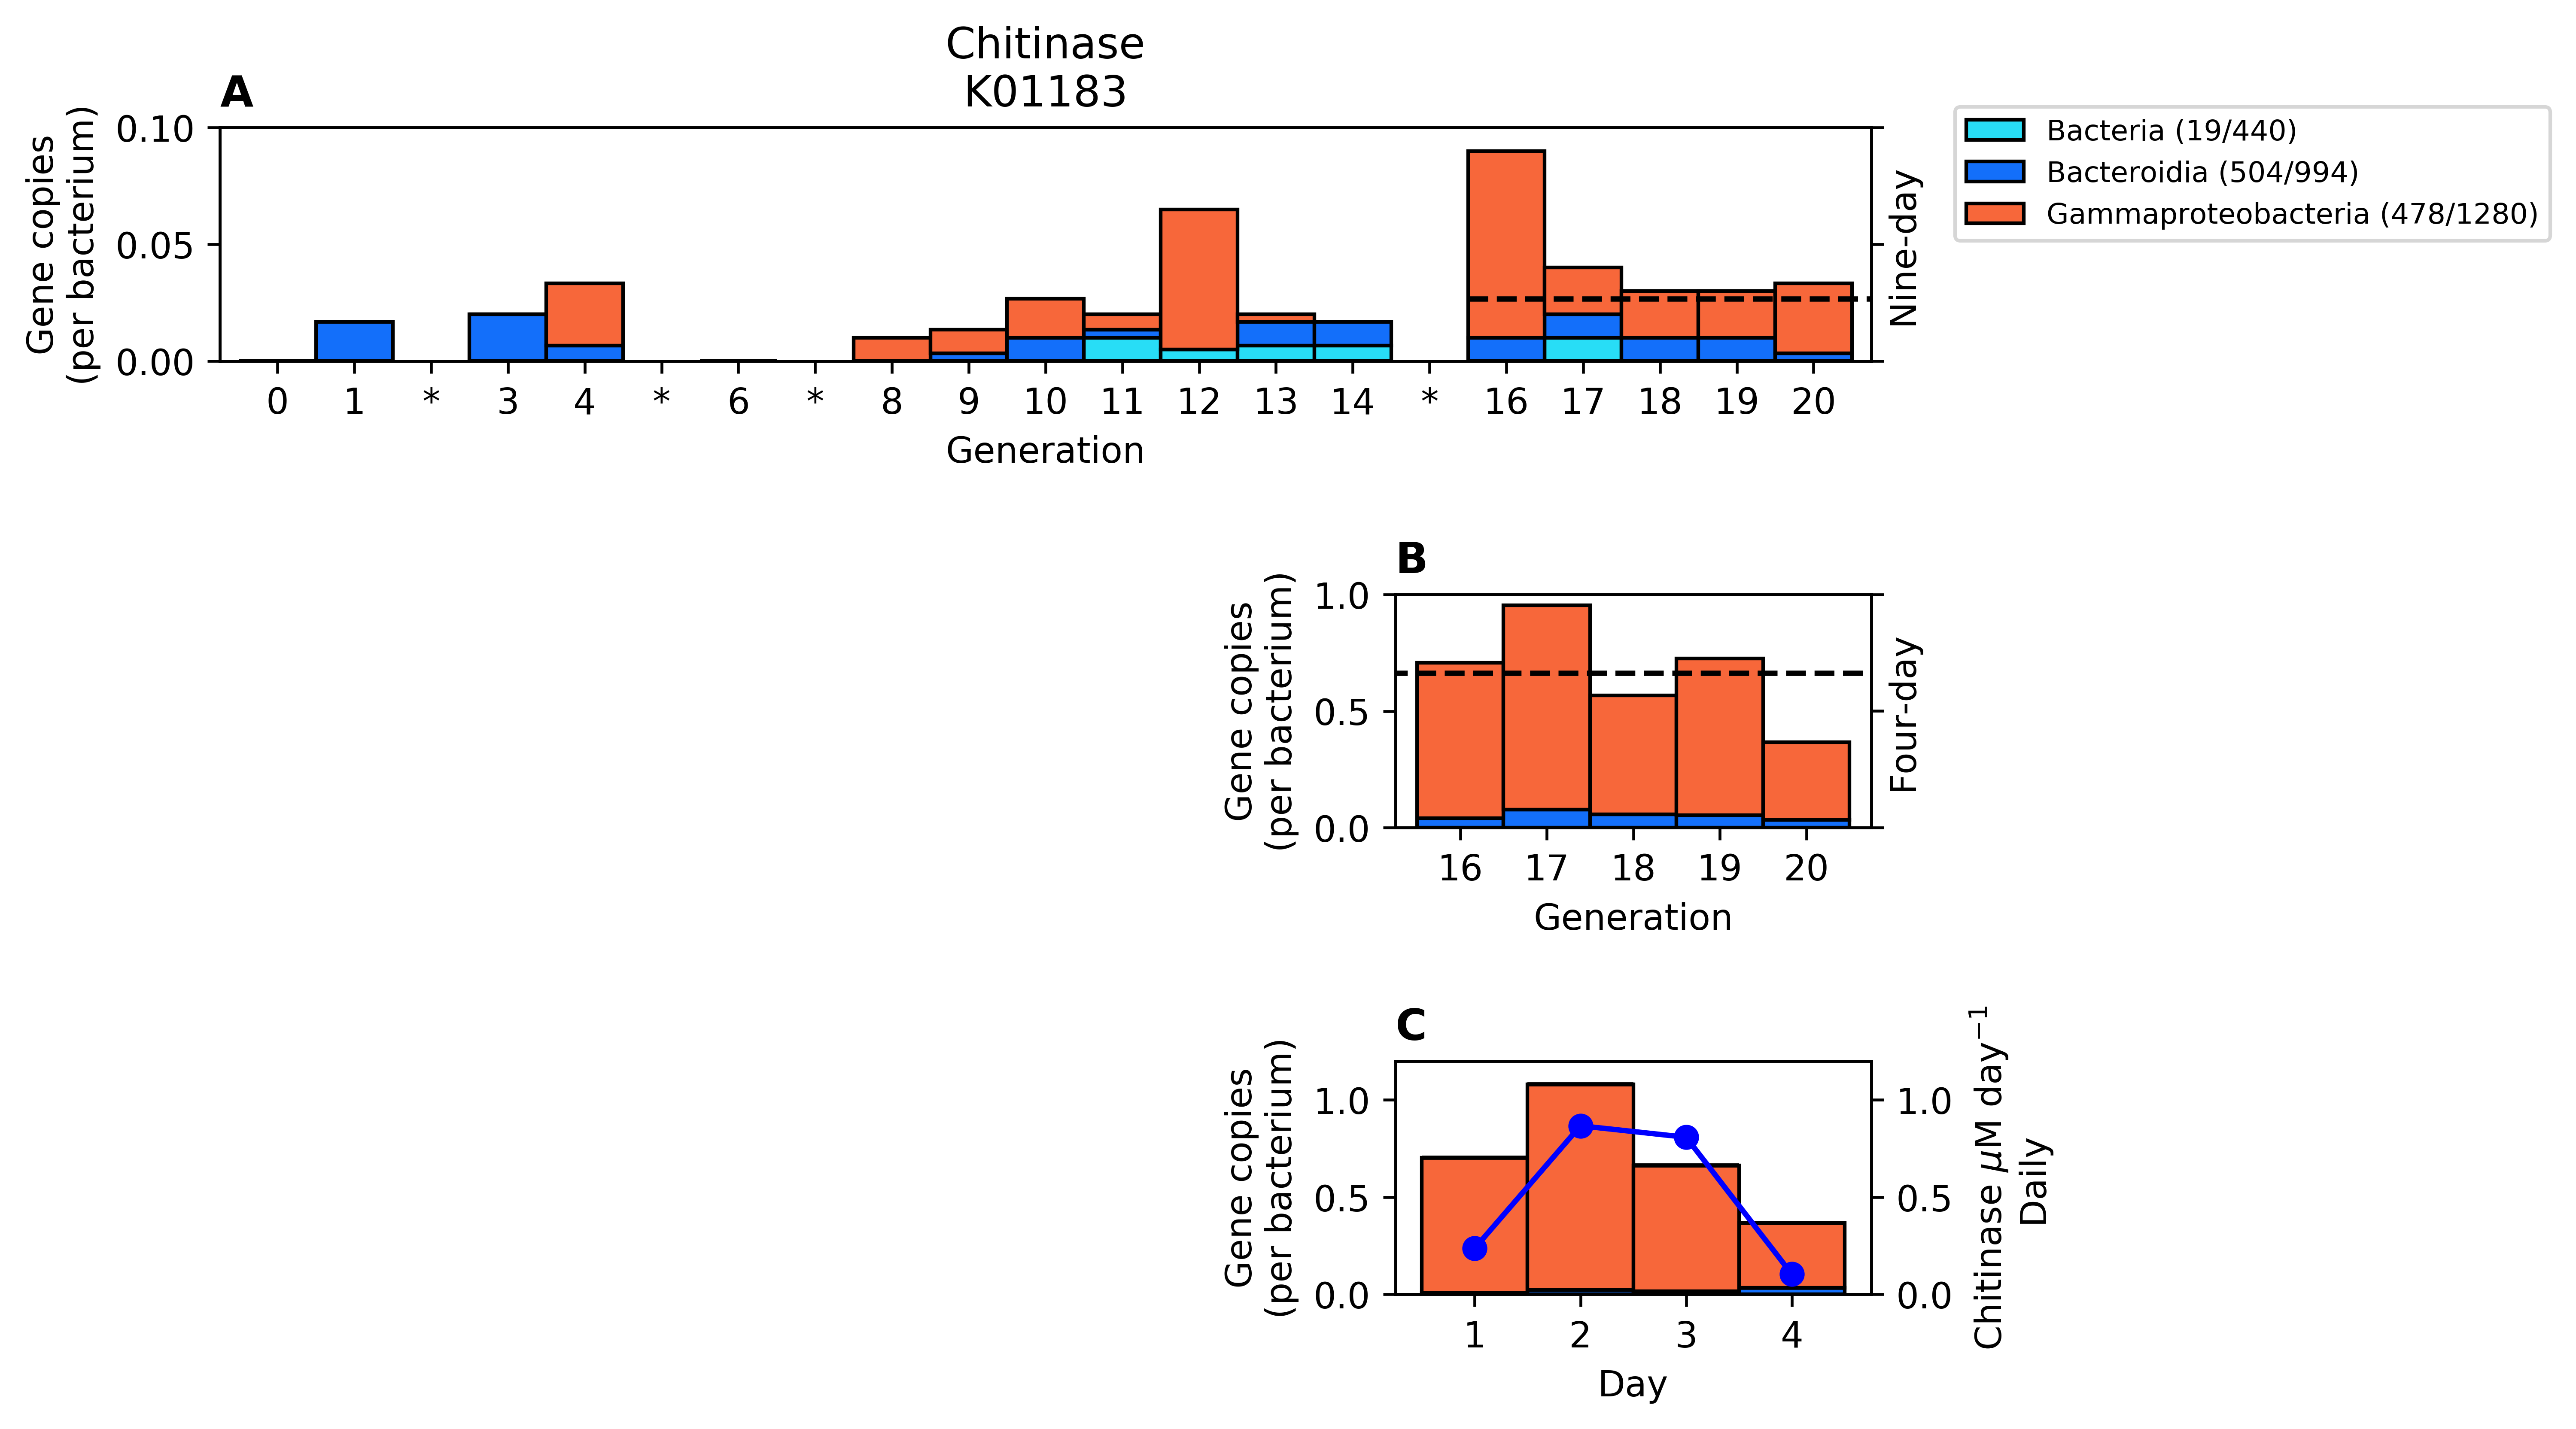 Chitinase
K01183
A
Gene copies
(per bacterium)
0.10
0.05
0.00
0 1 * 3 4 * 6 * 8 9 10 11 12 13 14 * 16 17 18 19 20
Generation
Nine-day
Bacteria (19/440)
Bacteroidia (504/994)
Gammaproteobacteria (478/1280)
B
Gene copies
(per bacterium)
1.0
0.5
0.0
16 17 18 19 20
Generation
Four-day
C
Gene copies
(per bacterium)
1.0
0.5
0.0
1 2 3 4
Day
1.0
0.5
0.0
Chitinase μM day⁻¹
Daily